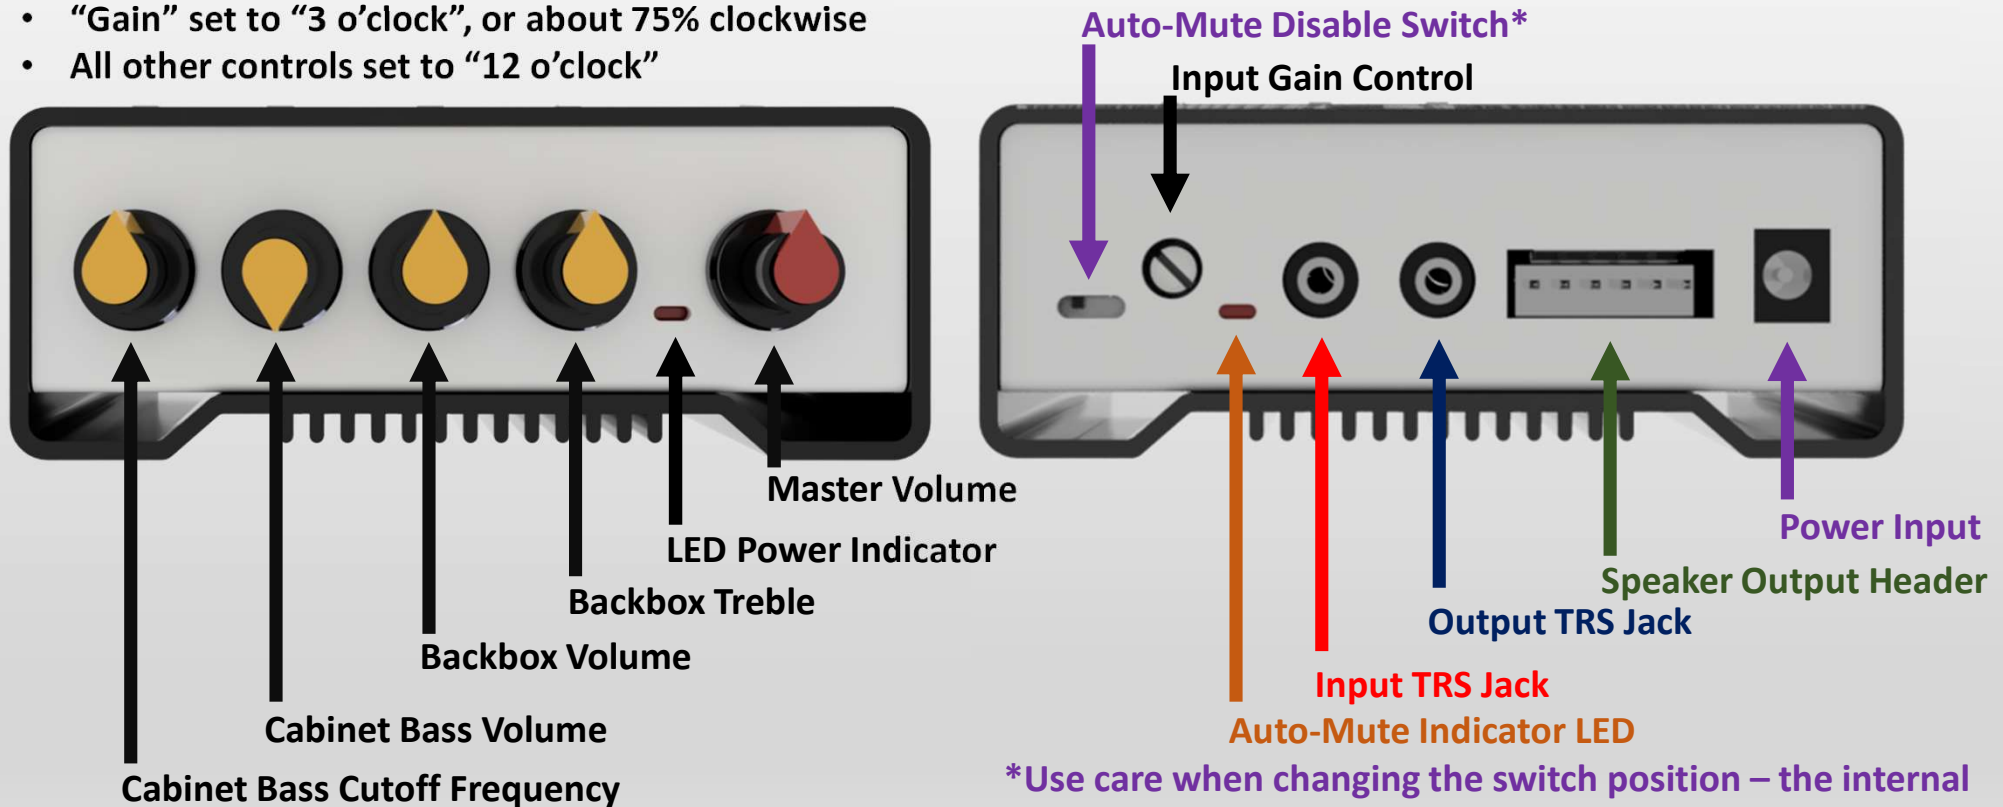 • “Gain” set to “3 o’clock”, or about 75% clockwise
• All other controls set to “12 o’clock”
Auto-Mute Disable Switch*
Input Gain Control
Master Volume
LED Power Indicator
Backbox Treble
Backbox Volume
Cabinet Bass Volume
Cabinet Bass Cutoff Frequency
Power Input
Speaker Output Header
Output TRS Jack
Input TRS Jack
Auto-Mute Indicator LED
*Use care when changing the switch position – the internal